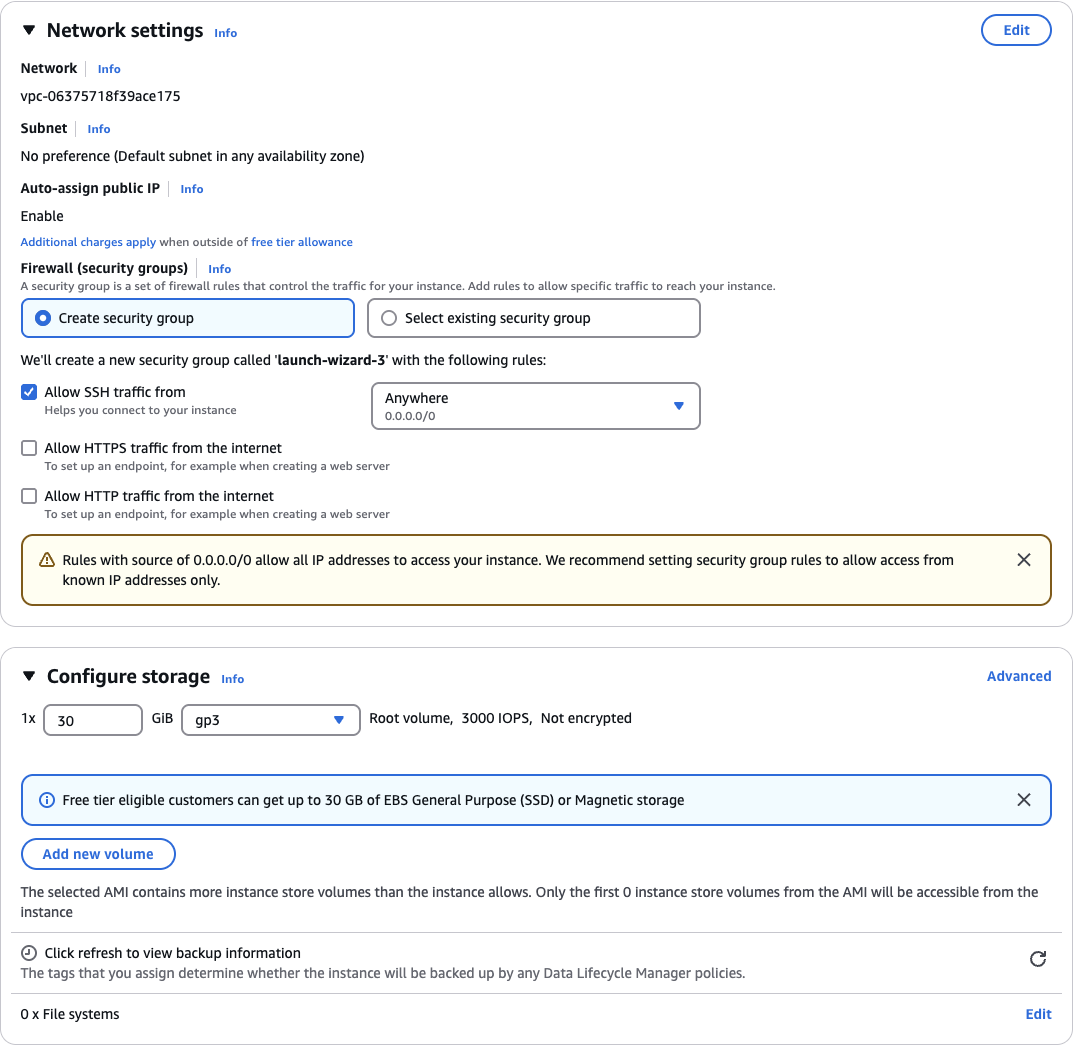 Network settings Info
Edit
Network Info
vpc-06375718f39ace175
Subnet Info
No preference (Default subnet in any availability zone)
Auto-assign public IP Info
Enable
Additional charges apply when outside of free tier allowance
Firewall (security groups) Info
A security group is a set of firewall rules that control the traffic for your instance. Add rules to allow specific traffic to reach your instance.
Create security group
Select existing security group
We'll create a new security group called 'launch-wizard-3' with the following rules:
Allow SSH traffic from
Helps you connect to your instance
Anywhere
0.0.0.0/0
Allow HTTPS traffic from the internet
To set up an endpoint, for example when creating a web server
Allow HTTP traffic from the internet
To set up an endpoint, for example when creating a web server
Rules with source of 0.0.0.0/0 allow all IP addresses to access your instance. We recommend setting security group rules to allow access from
known IP addresses only.
Configure storage Info
Advanced
1x 30 GiB gp3 Root volume, 3000 IOPS, Not encrypted
Free tier eligible customers can get up to 30 GB of EBS General Purpose (SSD) or Magnetic storage
Add new volume
The selected AMI contains more instance store volumes than the instance allows. Only the first 0 instance store volumes from the AMI will be accessible from the
instance
Click refresh to view backup information
The tags that you assign determine whether the instance will be backed up by any Data Lifecycle Manager policies.
0 x File systems
Edit